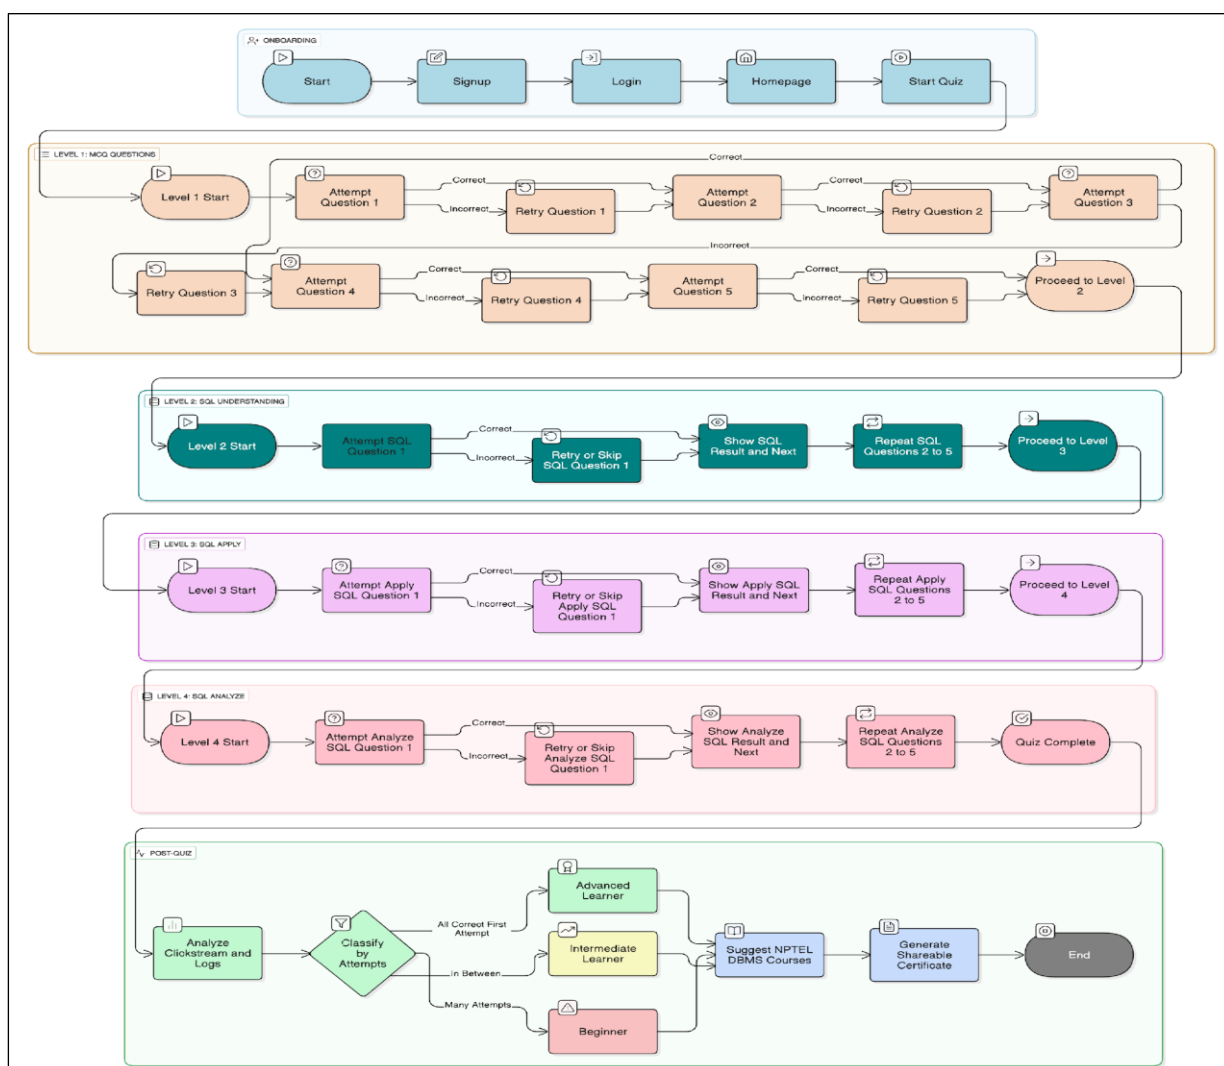 ONBOARDING
Start
Signup
Login
Homepage
Start Quiz
LEVEL 1: MCQ QUESTIONS
Correct
Level 1 Start
Attempt
Question 1
Correct
Incorrect
Retry Question 1
Attempt
Question 2
Correct
Incorrect
Retry Question 2
Attempt
Question 3
Incorrect
Retry Question 3
Attempt
Question 4
Correct
Incorrect
Retry Question 4
Attempt
Question 5
Correct
Incorrect
Retry Question 5
Proceed to Level
2
LEVEL 2: SQL UNDERSTANDING
Level 2 Start
Attempt SQL
Question 1
Correct
Incorrect
Retry or Skip
SQL Question 1
Show SQL
Result and Next
Repeat SQL
Questions 2 to 5
Proceed to Level
3
LEVEL 3: SQL APPLY
Level 3 Start
Attempt Apply
SQL Question 1
Correct
Incorrect
Retry or Skip
Apply SQL
Question 1
Show Apply SQL
Result and Next
Repeat Apply
SQL Questions
2 to 5
Proceed to Level
4
LEVEL 4: SQL ANALYZE
Level 4 Start
Attempt Analyze
SQL Question 1
Correct
Incorrect
Retry or Skip
Analyze SQL
Question 1
Show Analyze
SQL Result and
Next
Repeat Analyze
SQL Questions
2 to 5
Quiz Complete
POST-QUIZ
Analyze
Clickstream and
Logs
Classify
by
Attempts
All Correct First
Attempt
In Between
Many Attempts
Advanced
Learner
Intermediate
Learner
Beginner
Suggest NPTEL
DBMS Courses
Generate
Shareable
Certificate
End